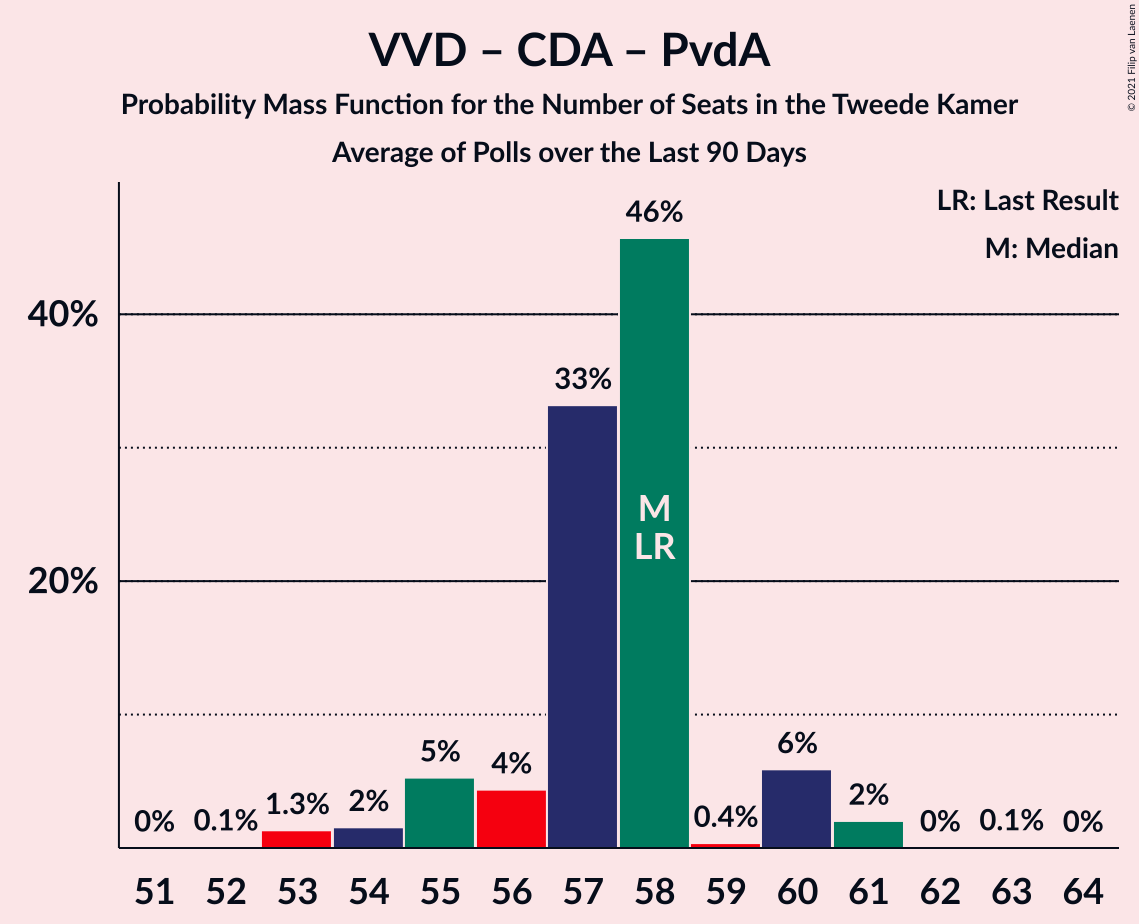 VVD – CDA – PvdA
Probability Mass Function for the Number of Seats in the Tweede Kamer
Average of Polls over the Last 90 Days
© 2021 Filip van Laenen
LR: Last Result
M: Median
40%
20%
0%
0.1%
1.3%
2%
5%
4%
33%
46%
0.4%
6%
2%
0%
0.1%
0%
M
LR
51 52 53 54 55 56 57 58 59 60 61 62 63 64